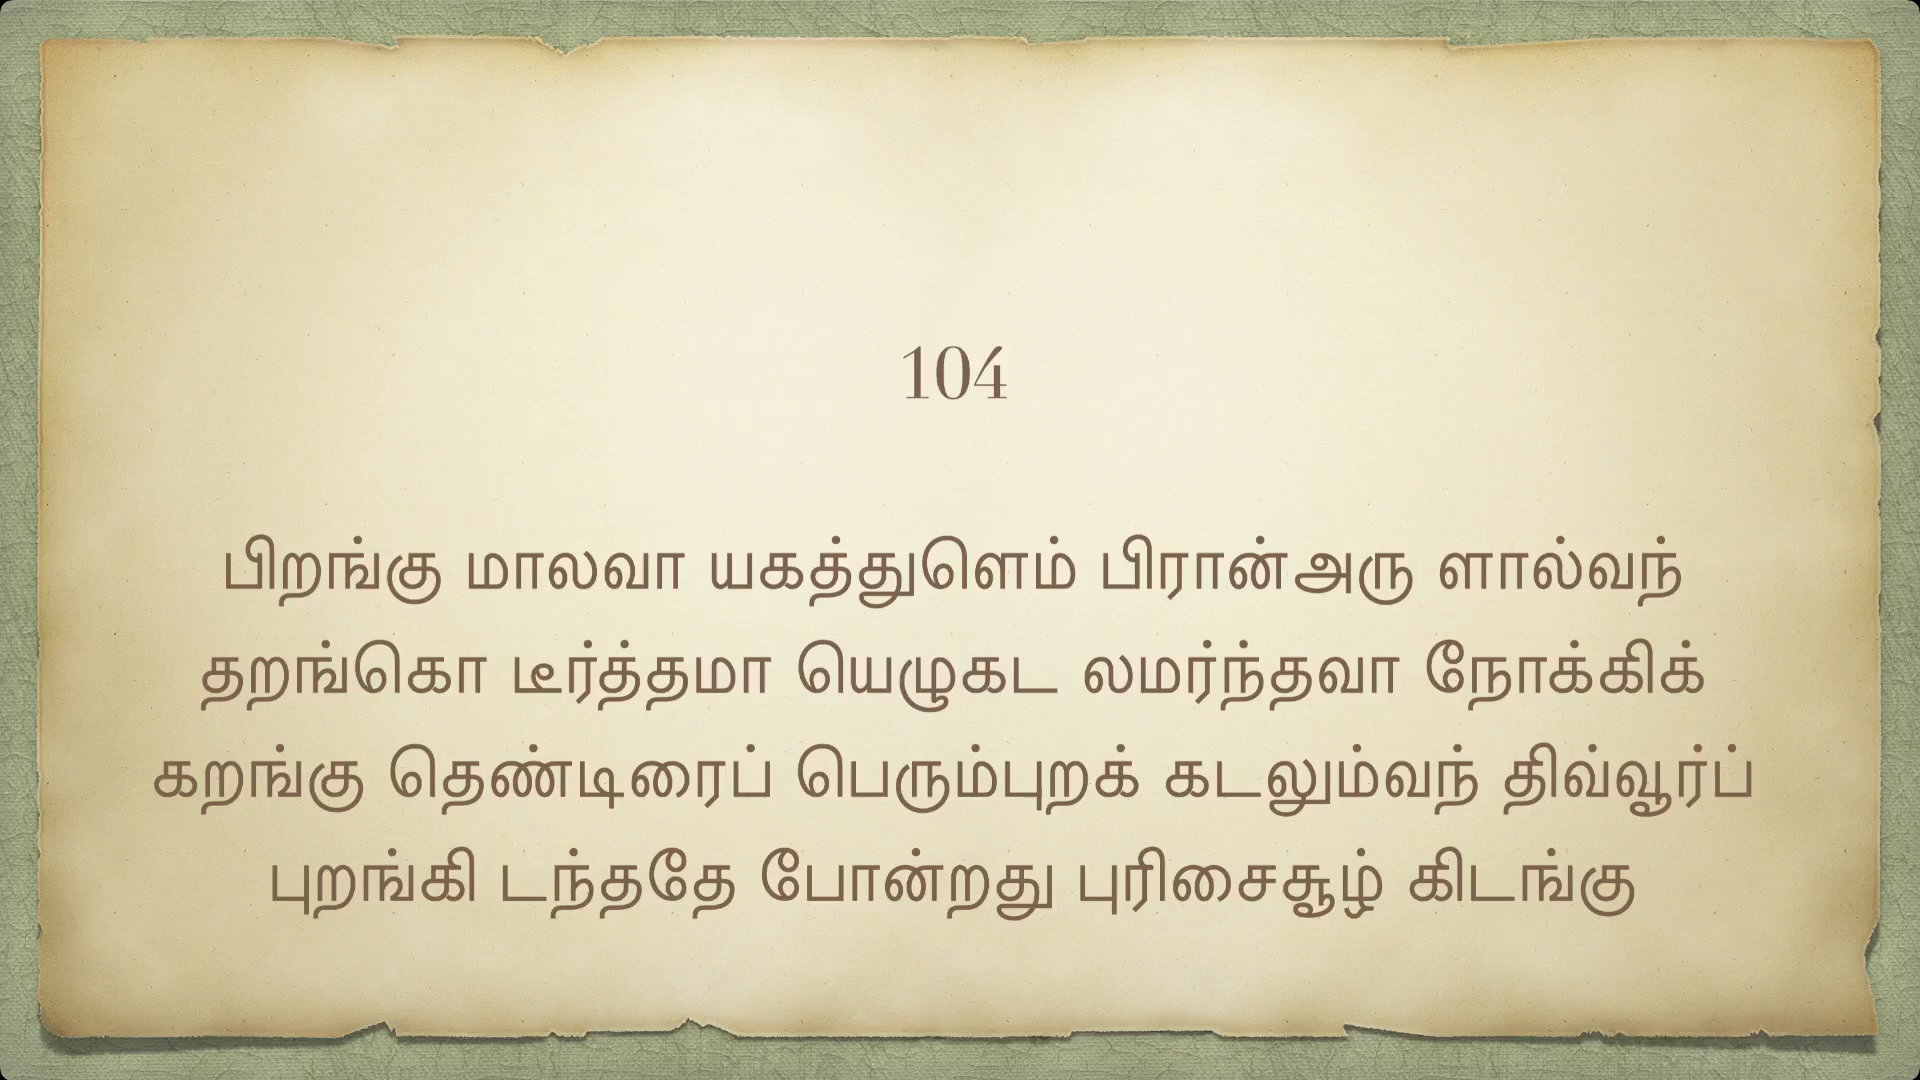 104
பிறங்கு மாலவா யகத்துளெம் பிரான்அரு ளால்வந்
தறங்கொ டீர்த்தமா யெழுகட லமர்ந்தவா நோக்கிக்
கறங்கு தெண்டிரைப் பெரும்புறக் கடலும்வந் திவ்வூர்ப்
புறங்கி டந்ததே போன்றது புரிசைசூழ் கிடங்கு